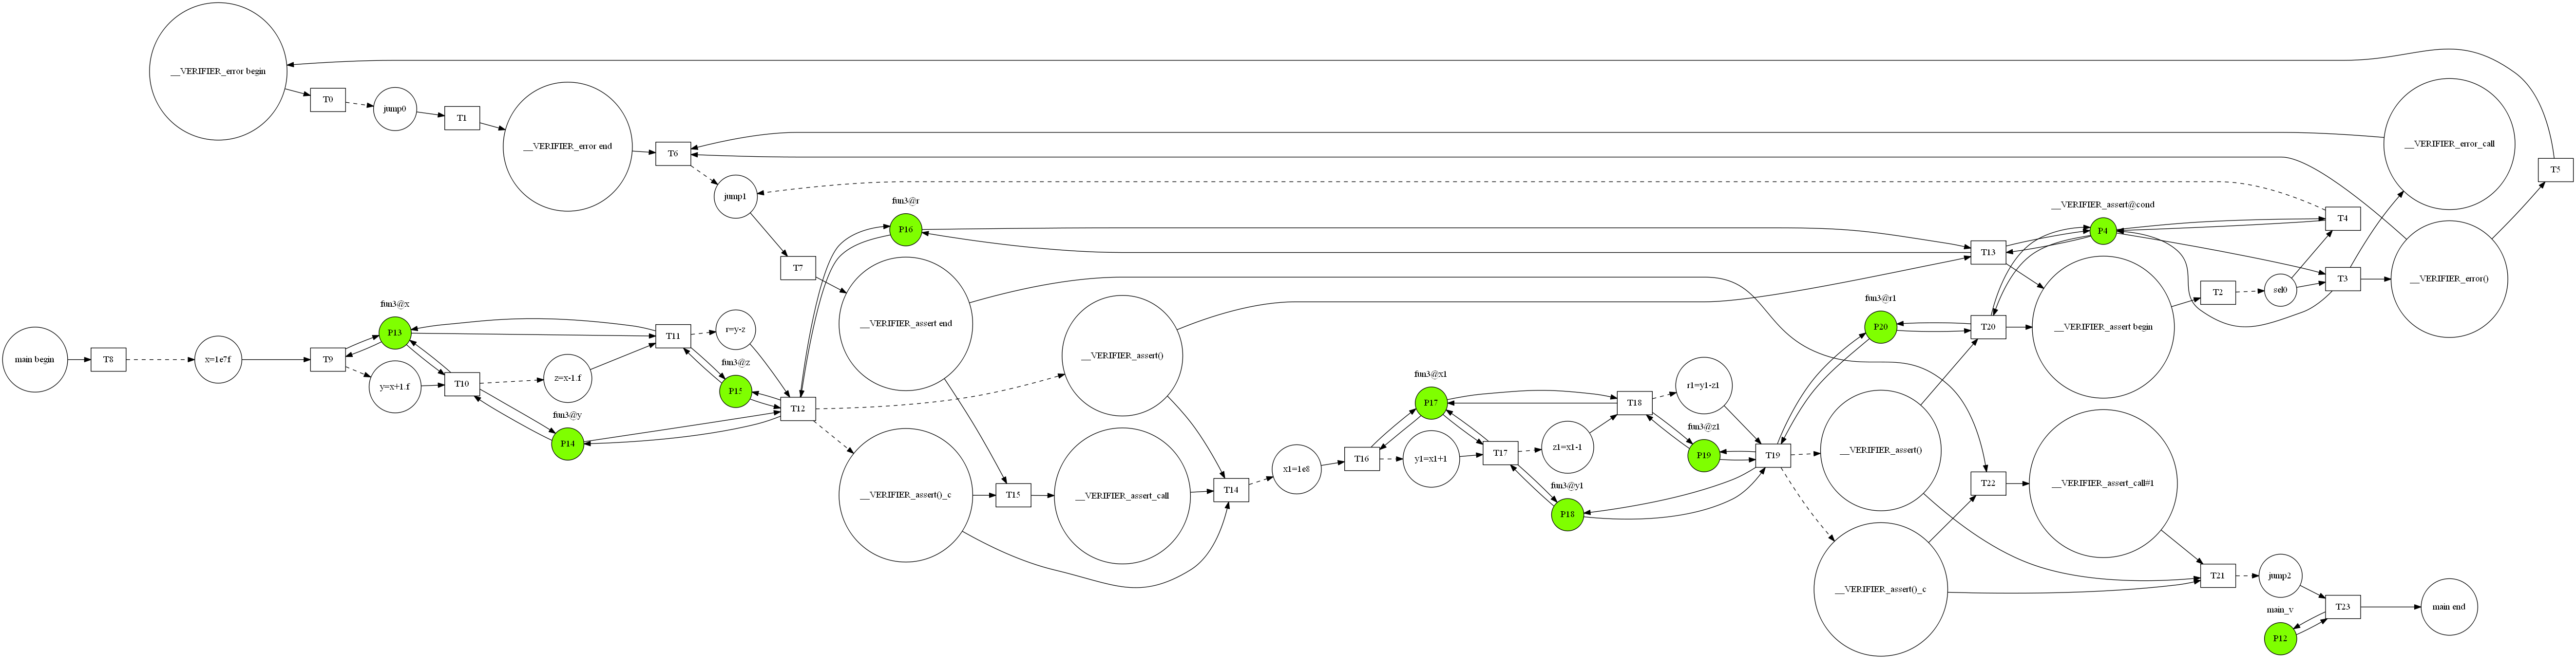 __VERIFIER_error begin
T0
jump0
T1
__VERIFIER_error end
T6
jump1
T7
__VERIFIER_error_call
T5
T4
__VERIFIER_error()
T3
sel0
T2
__VERIFIER_assert@cond
P4
T13
__VERIFIER_assert begin
fun3@r
P16
__VERIFIER_assert end
main begin
T8
x=1e7f
T9
fun3@x
P13
y=x+1.f
T10
z=x-1.f
fun3@y
P14
T11
r=y-z
fun3@z
P15
T12
__VERIFIER_assert()
__VERIFIER_assert()_c
T15
__VERIFIER_assert_call
T14
x1=1e8
T16
fun3@x1
P17
y1=x1+1
T17
z1=x1-1
fun3@y1
P18
T18
r1=y1-z1
fun3@z1
P19
T19
fun3@r1
P20
T20
__VERIFIER_assert()
__VERIFIER_assert()_c
T22
__VERIFIER_assert_call#1
T21
jump2
main_v
P12
T23
main end